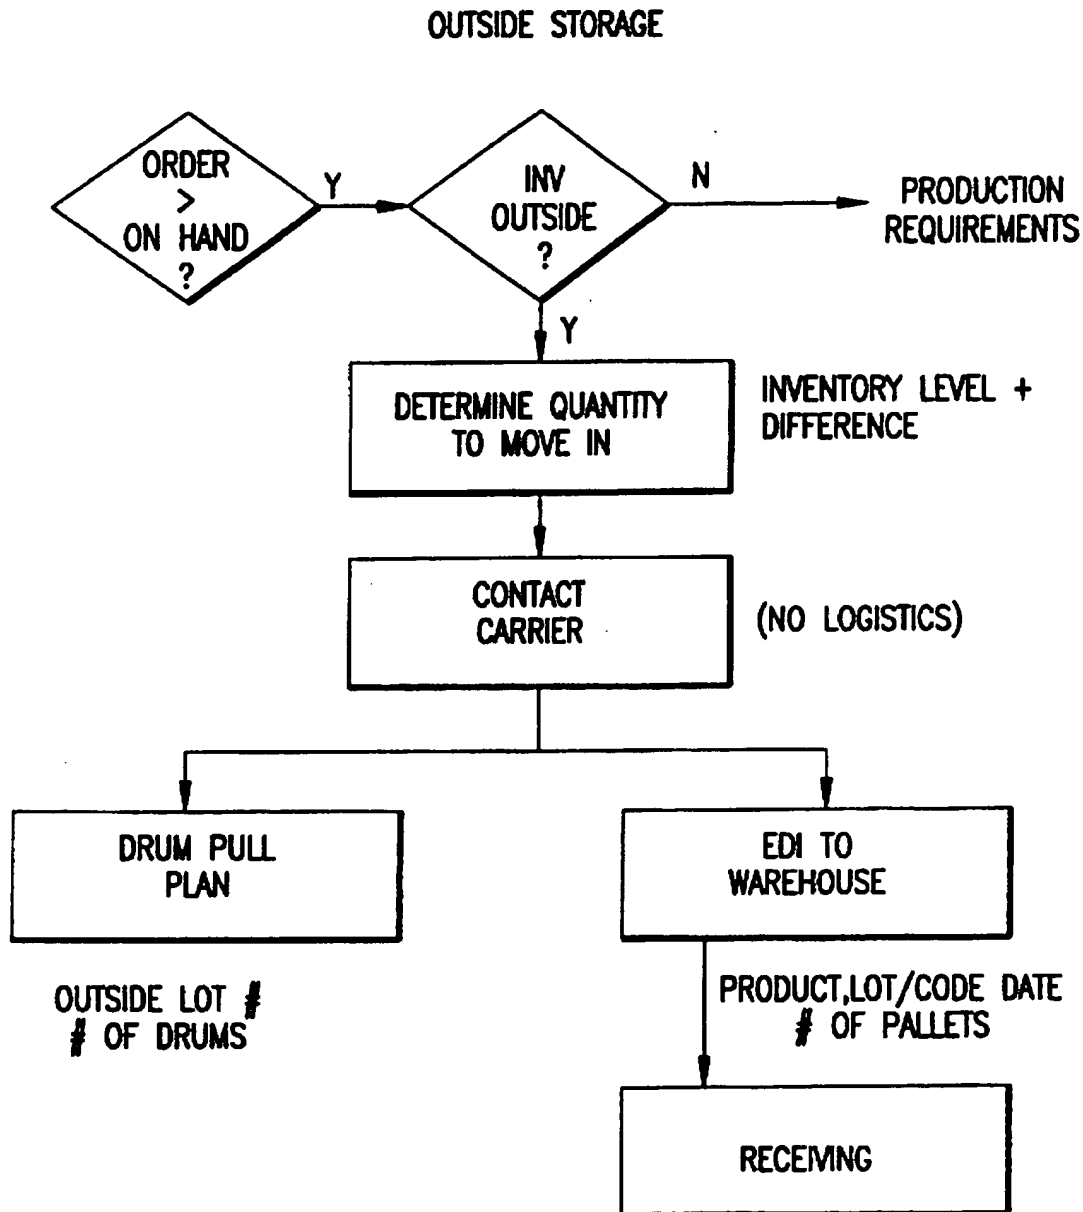 OUTSIDE STORAGE
ORDER
>
ON HAND
?
Y
INV
OUTSIDE
?
N
PRODUCTION
REQUIREMENTS
Y
DETERMINE QUANTITY
TO MOVE IN
INVENTORY LEVEL +
DIFFERENCE
CONTACT
CARRIER
(NO LOGISTICS)
DRUM PULL
PLAN
EDI TO
WAREHOUSE
OUTSIDE LOT #
# OF DRUMS
PRODUCT,LOT/CODE DATE
# OF PALLETS
RECEIVING